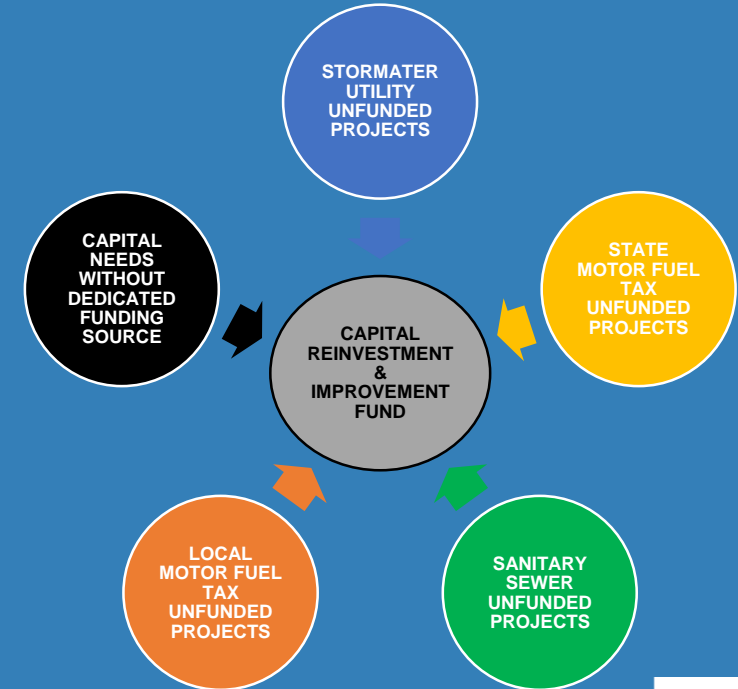 STORMATER
UTILITY
UNFUNDED
PROJECTS
CAPITAL
NEEDS
WITHOUT
DEDICATED
FUNDING
SOURCE
STATE
MOTOR FUEL
TAX
UNFUNDED
PROJECTS
CAPITAL
REINVESTMENT
&
IMPROVEMENT
FUND
LOCAL
MOTOR FUEL
TAX
UNFUNDED
PROJECTS
SANITARY
SEWER
UNFUNDED
PROJECTS